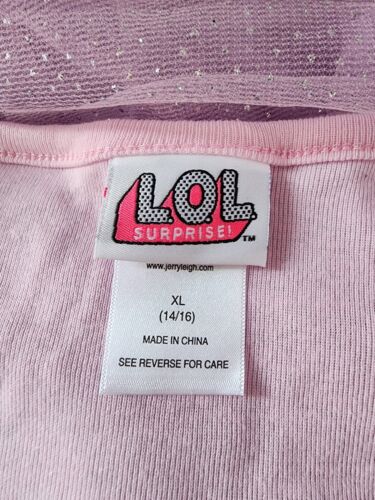 L.O.L.
SURPRISE!™
www.jerryleigh.com
XL
(14/16)
MADE IN CHINA
SEE REVERSE FOR CARE